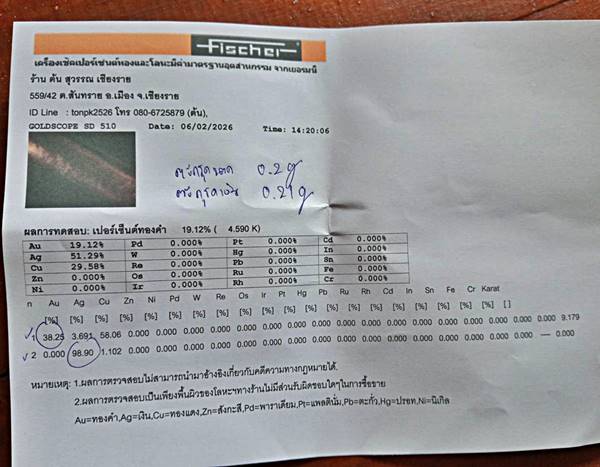 Fischer
เครื่องเช็คเปอร์เซนต์ทองและโลหะมีค่ามาตรฐานอุตสาหกรรม จากเยอรมนี
ร้าน ต้น สุวรรณ เชียงราย
559/42 ต.สันทราย อ.เมือง จ.เชียงราย
ID Line : tonpk2526 โทร 080-6725879 (ต้น),
GOLDSCOPE SD 510 Date: 06/02/2026 Time: 14:20:06
0.2g
0.21g
ผลการทดสอบ: เปอร์เซ็นต์ทองคำ 19.12% ( 4.590 K)
Au 19.12% Pd 0.000% Pt 0.000% Cd 0.000%
Ag 51.29% W 0.000% Hg 0.000% In 0.000%
Cu 29.58% Re 0.000% Pb 0.000% Sn 0.000%
Zn 0.000% Os 0.000% Ru 0.000% Fe 0.000%
Ni 0.000% Ir 0.000% Rh 0.000% Cr 0.000%
n Au Ag Cu Zn Ni Pd W Re Os Ir Pt Hg Pb Ru Rh Cd In Sn Fe Cr Karat
[%] [%] [%] [%] [%] [%] [%] [%] [%] [%] [%] [%] [%] [%] [%] [%] [%] [%] [%] [%] [ ]
1 38.25 3.691 58.06 0.000 0.000 0.000 0.000 0.000 0.000 0.000 0.000 0.000 0.000 0.000 0.000 0.000 0.000 0.000 0.000 0.000 9.179
2 0.000 98.90 1.102 0.000 0.000 0.000 0.000 0.000 0.000 0.000 0.000 0.000 0.000 0.000 0.000 0.000 0.000 0.000 0.000 — 0.000
หมายเหตุ: 1.ผลการตรวจสอบไม่สามารถนำมาอ้างอิงเกี่ยวกับคดีความทางกฎหมายได้.
2.ผลการตรวจสอบเป็นเพียงพื้นผิวของโลหะฯทางร้านไม่มีส่วนรับผิดชอบใดๆในการซื้อขาย
Au=ทองคำ,Ag=เงิน,Cu=ทองแดง,Zn=สังกะสี,Pd=พาราเดียม,Pt=แพลตตินั่ม,Pb=ตะกั่ว,Hg=ปรอท,Ni=นิเกิล